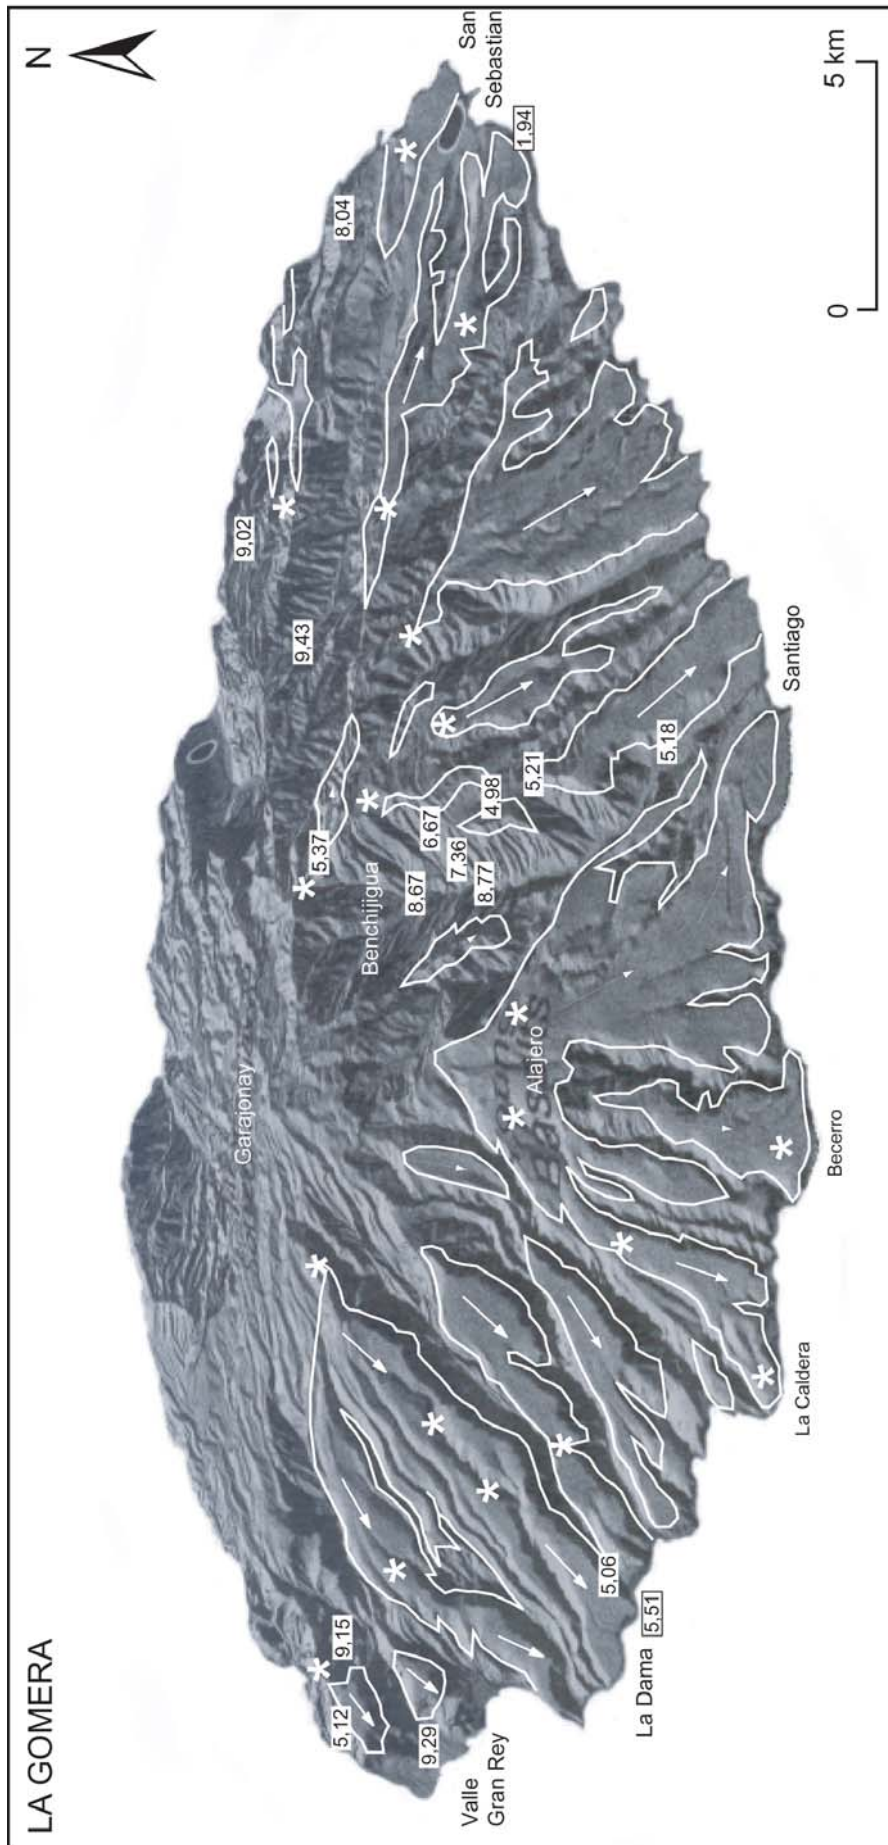 LA GOMERA
N
Garajonay
9,02
9,43
5,37
5,12
9,15
8,04
Benchijigua
8,67
9,29
6,67
7,36
Valle
Gran Rey
San
Sebastian
8,77
4,98
1,94
5,21
Alajero
5,06
La Dama
5,51
5,18
Santiago
La Caldera
Becerro
0
5 km